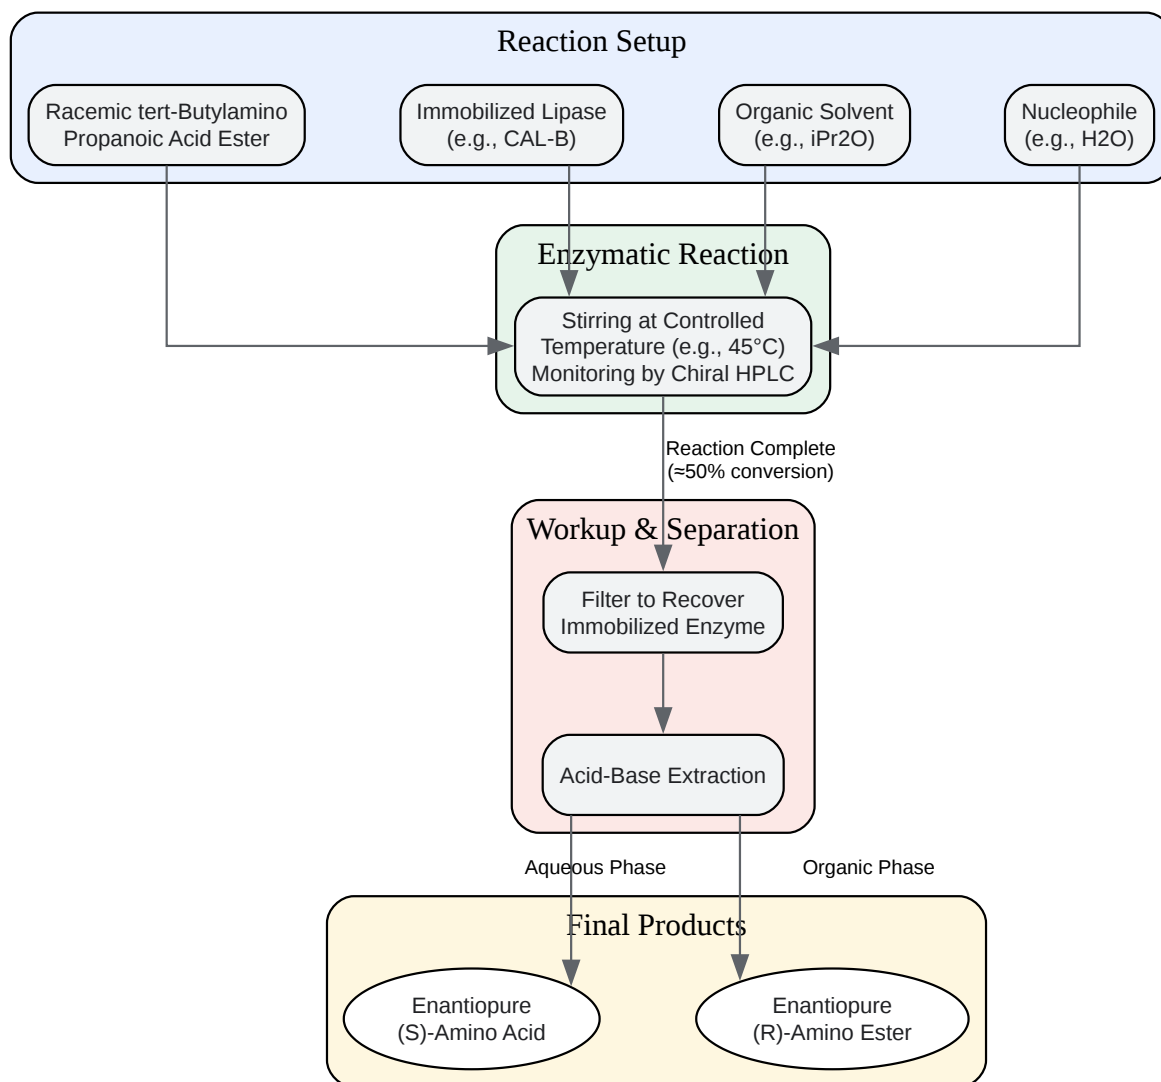 Reaction Setup
Racemic tert-Butylamino
Propanoic Acid Ester
Immobilized Lipase
(e.g., CAL-B)
Organic Solvent
(e.g., iPr2O)
Nucleophile
(e.g., H2O)
Enzymatic Reaction
Stirring at Controlled
Temperature (e.g., 45°C)
Monitoring by Chiral HPLC
Reaction Complete
(≈50% conversion)
Workup & Separation
Filter to Recover
Immobilized Enzyme
Acid-Base Extraction
Aqueous Phase
Organic Phase
Final Products
Enantiopure
(S)-Amino Acid
Enantiopure
(R)-Amino Ester